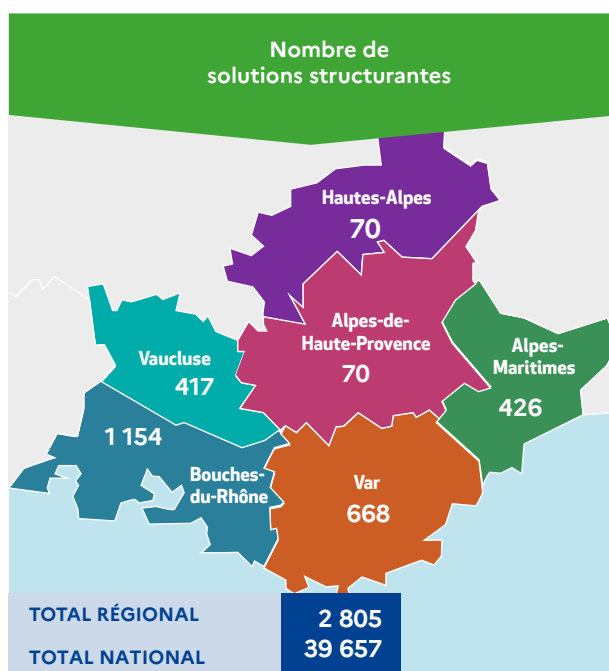 Nombre de
solutions structurantes
Hautes-Alpes
70
Alpes-de-
Haute-Provence
70
Alpes-
Maritimes
426
Vaucluse
417
1 154
Bouches-
du-Rhône
Var
668
TOTAL RÉGIONAL 2 805
TOTAL NATIONAL 39 657